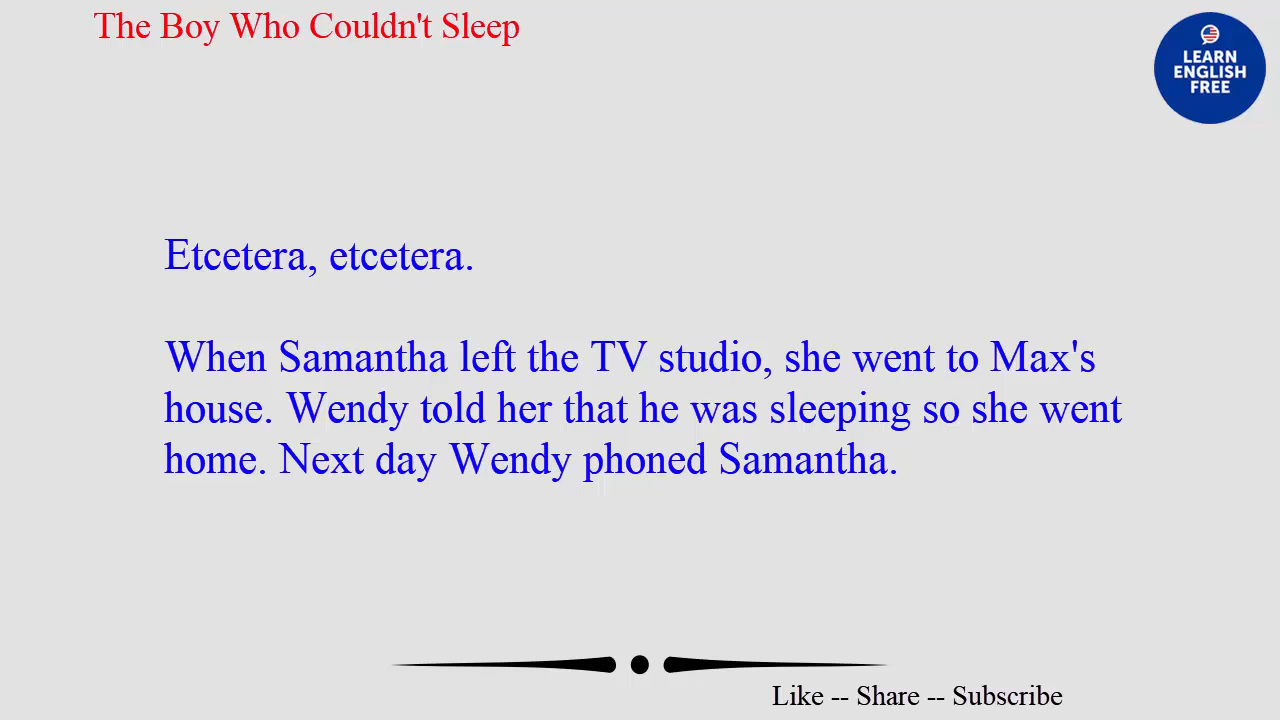 The Boy Who Couldn't Sleep
LEARN
ENGLISH
FREE
Etcetera, etcetera.
When Samantha left the TV studio, she went to Max's
house. Wendy told her that he was sleeping so she went
home. Next day Wendy phoned Samantha.
Like -- Share -- Subscribe